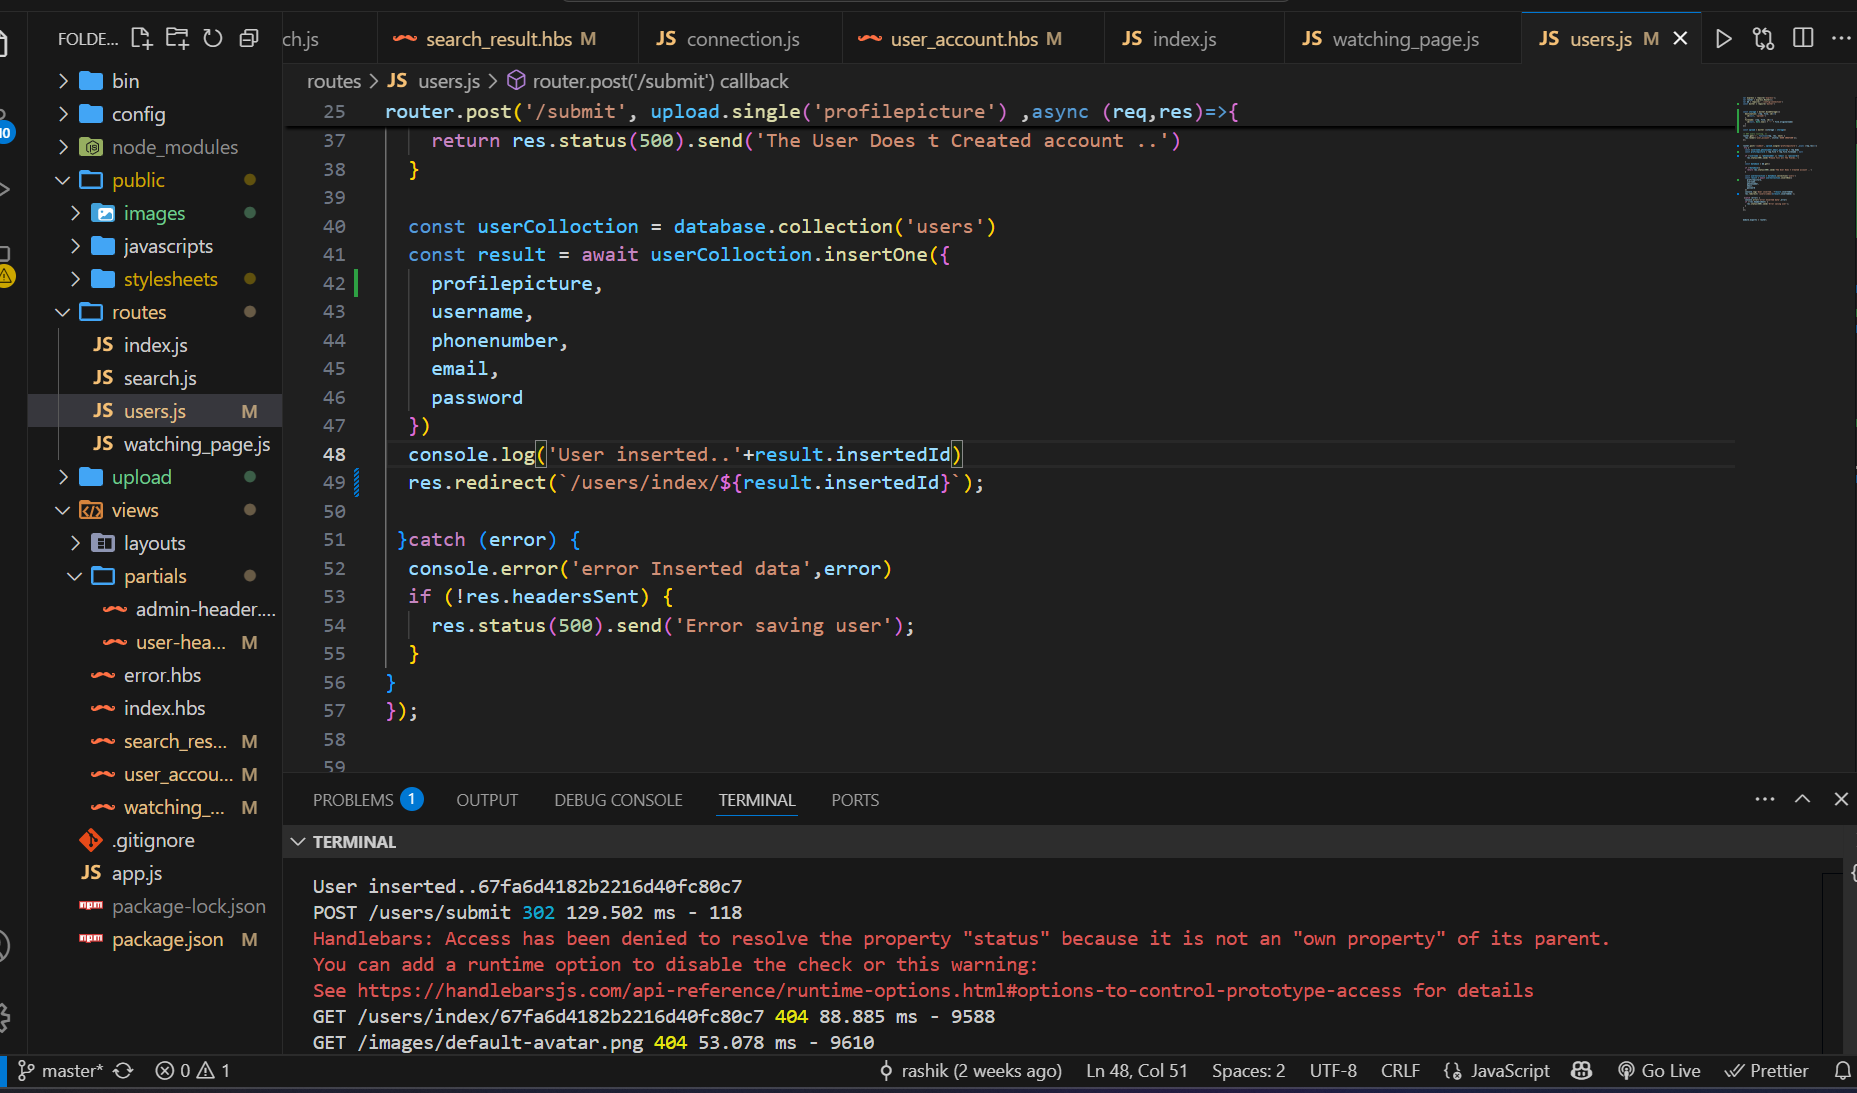 FOLDE...
ch.js
search_result.hbs M
JS connection.js
user_account.hbs M
JS index.js
JS watching_page.js
JS users.js M
routes > JS users.js > router.post('/submit') callback
10
bin
config
node_modules
public
images
javascripts
stylesheets
routes
JS index.js
JS search.js
JS users.js M
JS watching_page.js
upload
views
layouts
partials
admin-header....
user-hea... M
error.hbs
index.hbs
search_res... M
user_accou... M
watching_... M
.gitignore
JS app.js
npm package-lock.json
npm package.json M
25 router.post('/submit', upload.single('profilepicture') ,async (req,res)=>{
37 return res.status(500).send('The User Does t Created account ..')
38 }
39
40 const userColloction = database.collection('users')
41 const result = await userColloction.insertOne({
42 profilepicture,
43 username,
44 phonenumber,
45 email,
46 password
47 })
48 console.log('User inserted..'+result.insertedId)
49 res.redirect(`/users/index/${result.insertedId}`);
50
51 }catch (error) {
52 console.error('error Inserted data',error)
53 if (!res.headersSent) {
54 res.status(500).send('Error saving user');
55 }
56 }
57 });
58
59
PROBLEMS 1 OUTPUT DEBUG CONSOLE TERMINAL PORTS
TERMINAL
User inserted..67fa6d4182b2216d40fc80c7
POST /users/submit 302 129.502 ms - 118
Handlebars: Access has been denied to resolve the property "status" because it is not an "own property" of its parent.
You can add a runtime option to disable the check or this warning:
See https://handlebarsjs.com/api-reference/runtime-options.html#options-to-control-prototype-access for details
GET /users/index/67fa6d4182b2216d40fc80c7 404 88.885 ms - 9588
GET /images/default-avatar.png 404 53.078 ms - 9610
master* 0 1 rashik (2 weeks ago) Ln 48, Col 51 Spaces: 2 UTF-8 CRLF JavaScript Go Live Prettier